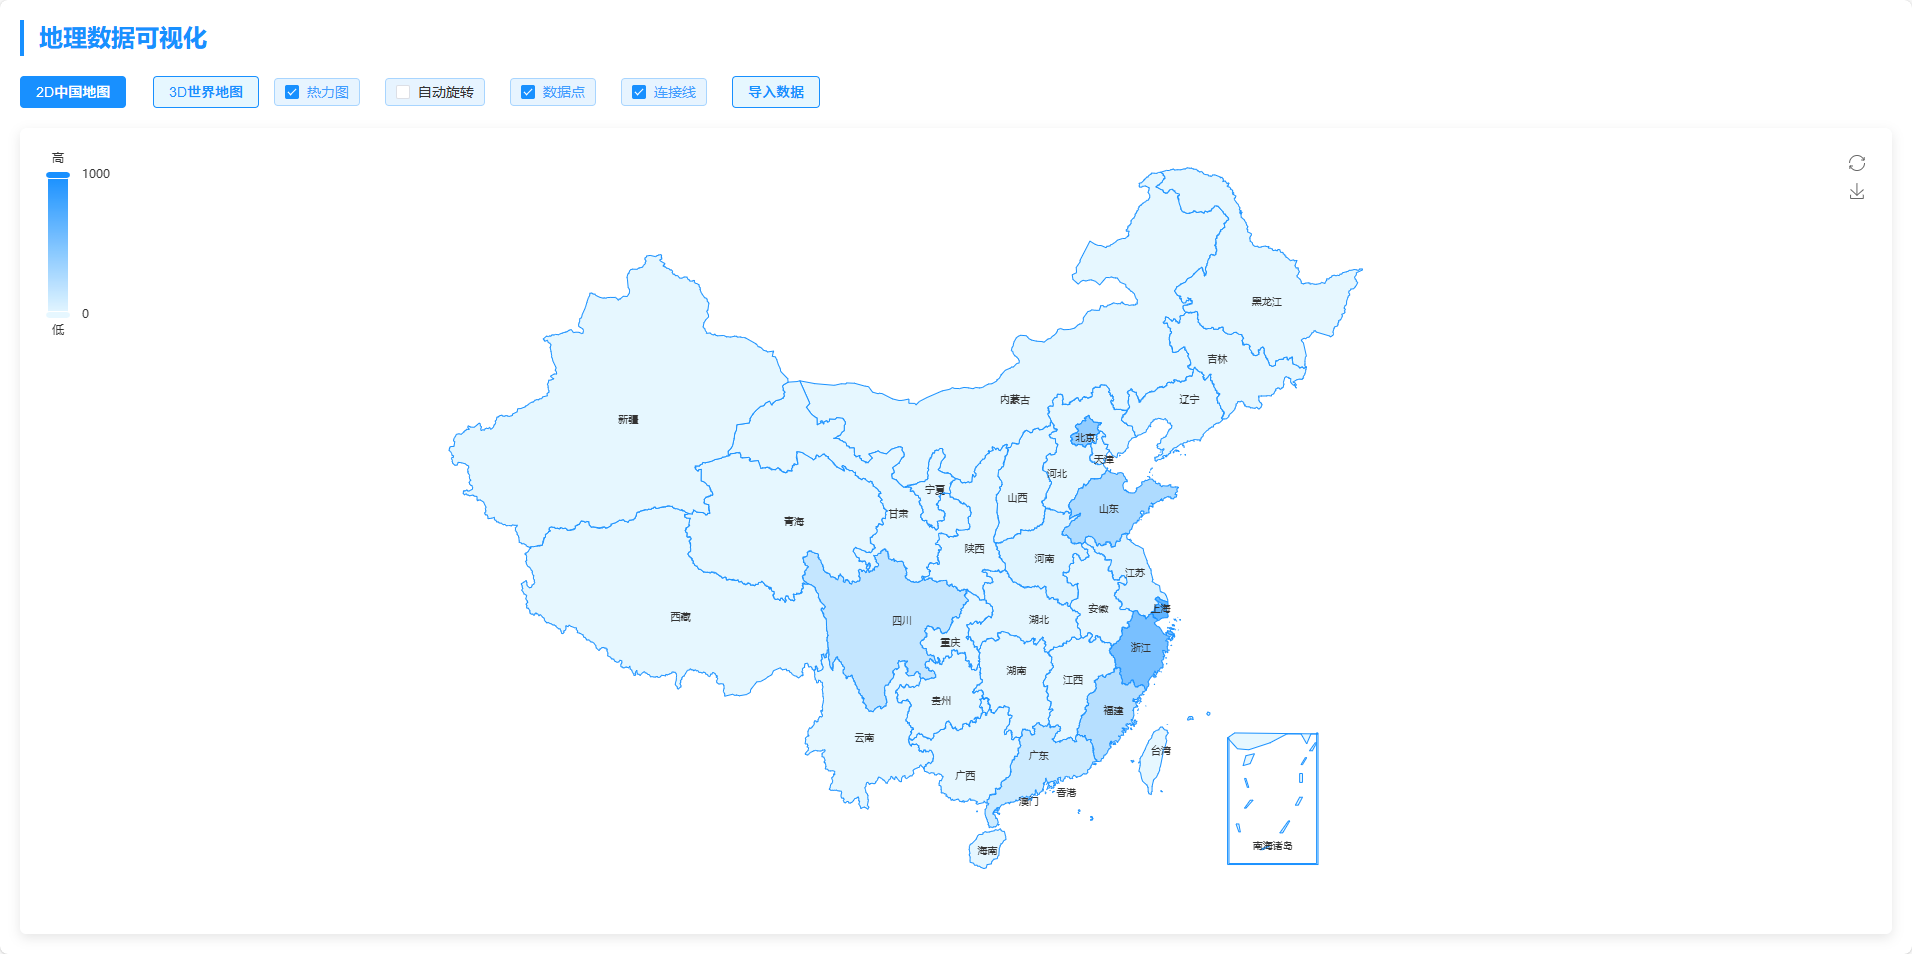 地理数据可视化
2D中国地图
3D世界地图
热力图
自动旋转
数据点
连接线
导入数据
高
1000
0
低
黑龙江
吉林
辽宁
内蒙古
新疆
北京
天津
河北
宁夏
山西
山东
甘肃
青海
陕西
河南
江苏
安徽
上海
西藏
四川
湖北
重庆
浙江
湖南
江西
贵州
福建
云南
台湾
广东
广西
香港
澳门
海南
南海诸岛